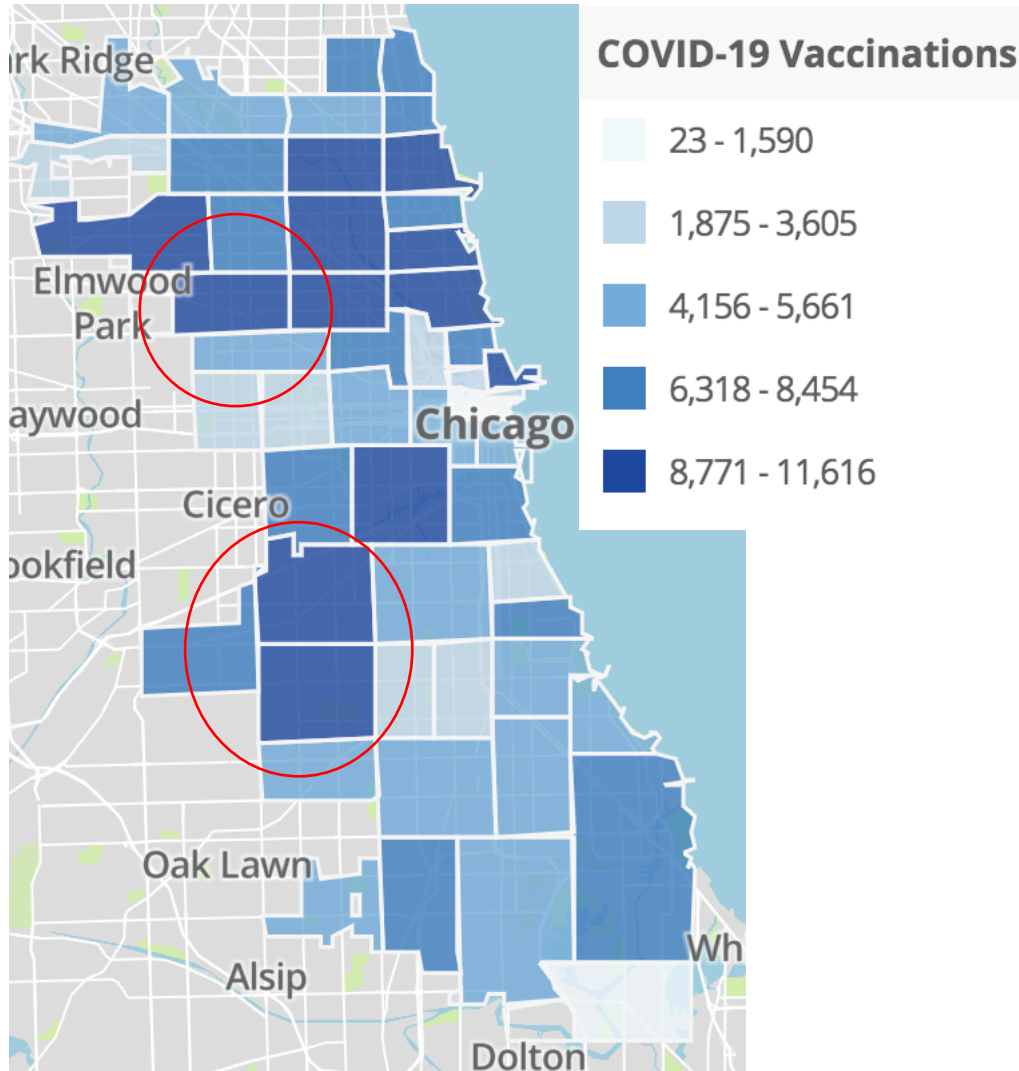 rk Ridge
COVID-19 Vaccinations
23 - 1,590
1,875 - 3,605
4,156 - 5,661
6,318 - 8,454
8,771 - 11,616
Elmwood
Park
aywood
Chicago
Cicero
ookfield
Oak Lawn
Alsip
Wh
Dolton